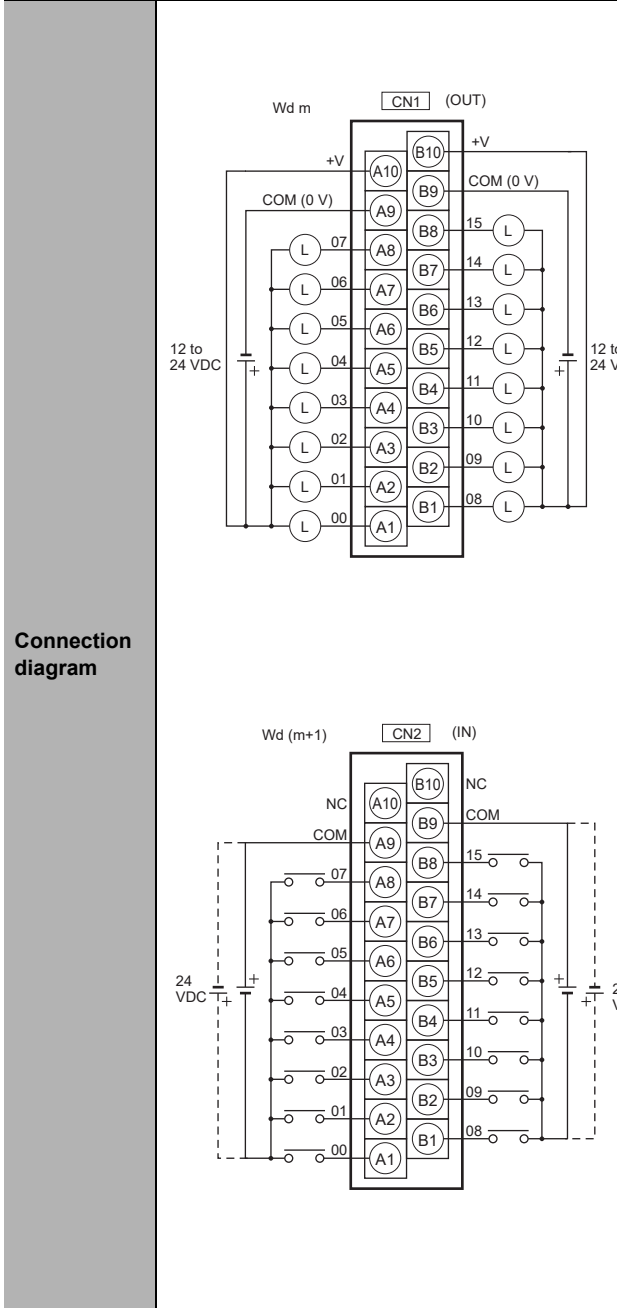 Connection
diagram
Wd m
CN1
(OUT)
+V
COM (0 V)
07
06
05
04
03
02
01
00
12 to
24 VDC
+
A10
A9
A8
A7
A6
A5
A4
A3
A2
A1
L
L
L
L
L
L
L
L
B10
B9
B8
B7
B6
B5
B4
B3
B2
B1
+V
COM (0 V)
15
14
13
12
11
10
09
08
L
L
L
L
L
L
L
L
+
12 to
24 V
Wd (m+1)
CN2
(IN)
NC
COM
07
06
05
04
03
02
01
00
24
VDC
+
+
A10
A9
A8
A7
A6
A5
A4
A3
A2
A1
B10
B9
B8
B7
B6
B5
B4
B3
B2
B1
NC
COM
15
14
13
12
11
10
09
08
+
+